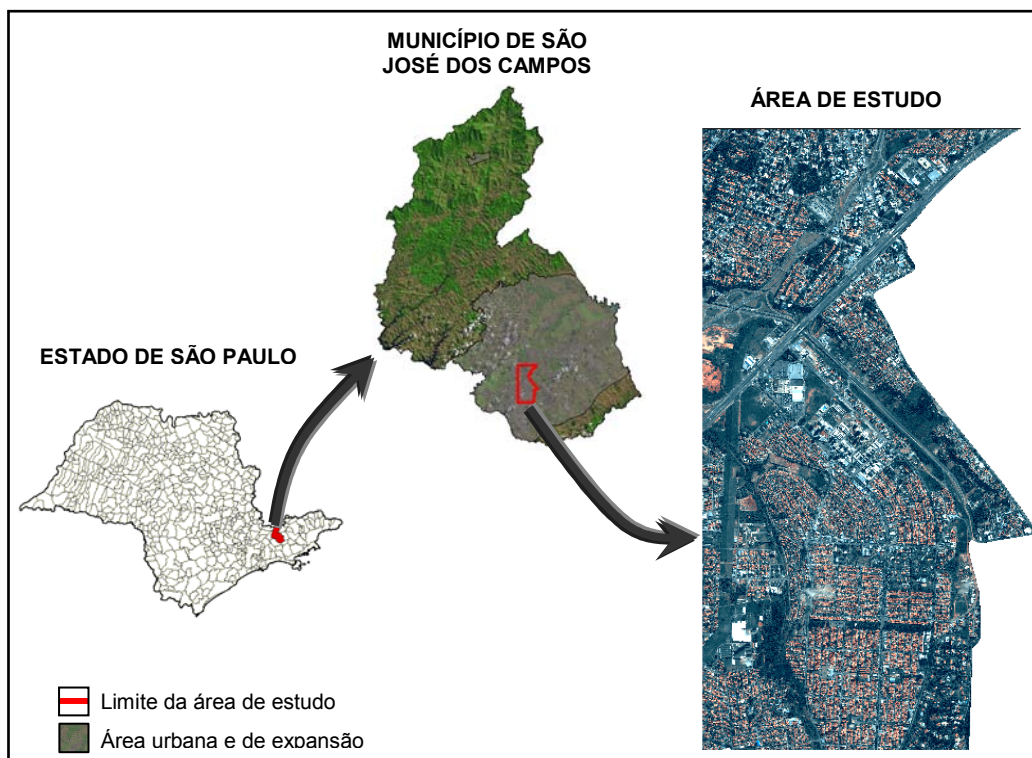 MUNICÍPIO DE SÃO
JOSÉ DOS CAMPOS
ÁREA DE ESTUDO
ESTADO DE SÃO PAULO
Limite da área de estudo
Área urbana e de expansão